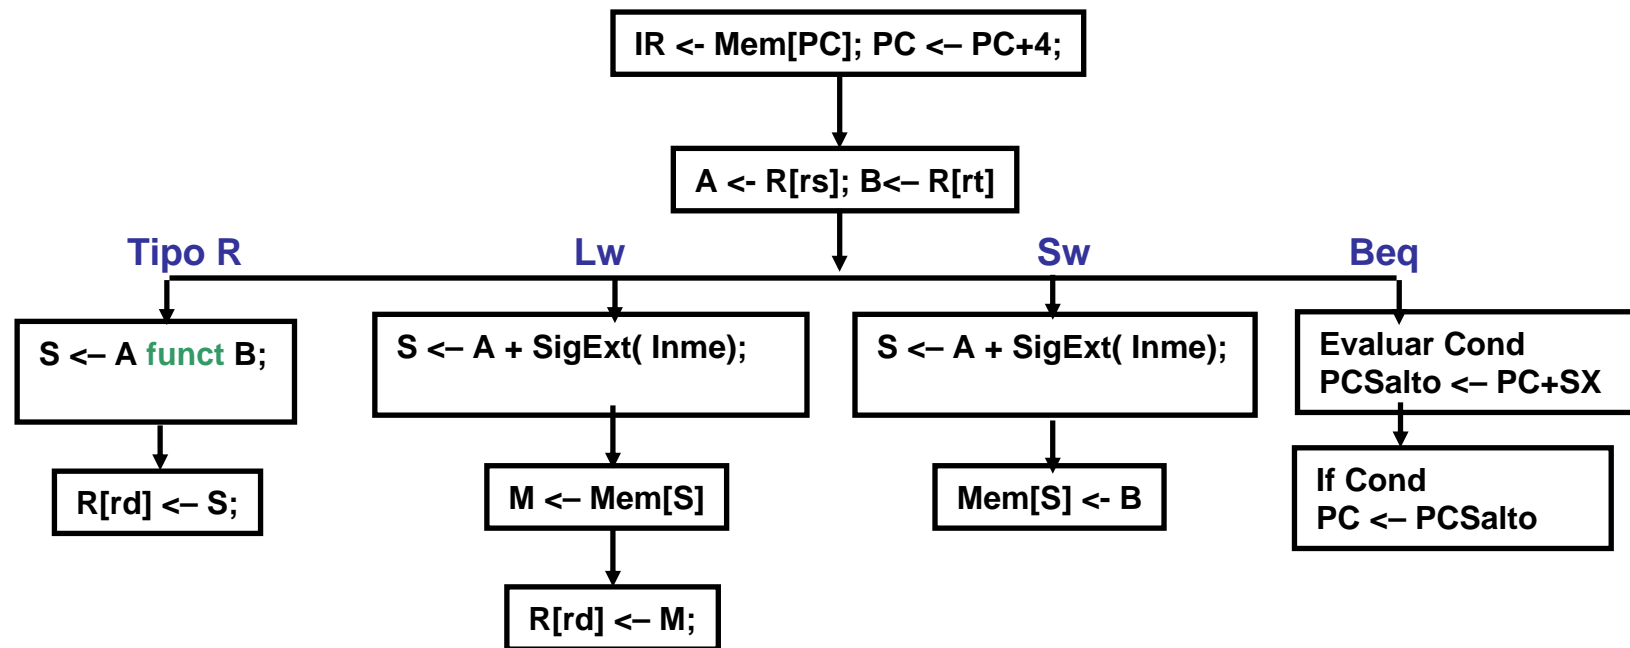 IR <- Mem[PC]; PC <– PC+4;
A <- R[rs]; B<– R[rt]
Tipo R
Lw
Sw
Beq
S <– A funct B;
S <– A + SigExt( Inme);
S <– A + SigExt( Inme);
Evaluar Cond
PCSalto <– PC+SX
R[rd] <– S;
M <– Mem[S]
Mem[S] <- B
If Cond
PC <– PCSalto
R[rd] <– M;